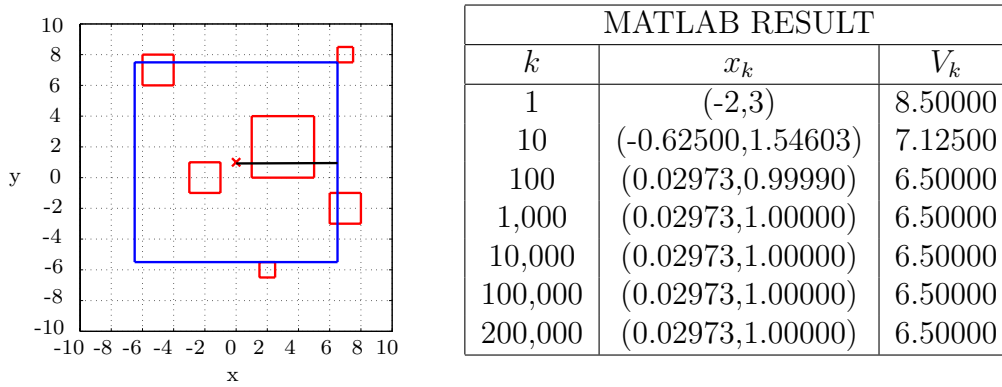 10
8
6
4
2
y
0
-2
-4
-6
-8
-10
-10 -8 -6 -4 -2 0 2 4 6 8 10
x
MATLAB RESULT
k x_k V_k
1 (-2,3) 8.50000
10 (-0.62500,1.54603) 7.12500
100 (0.02973,0.99990) 6.50000
1,000 (0.02973,1.00000) 6.50000
10,000 (0.02973,1.00000) 6.50000
100,000 (0.02973,1.00000) 6.50000
200,000 (0.02973,1.00000) 6.50000